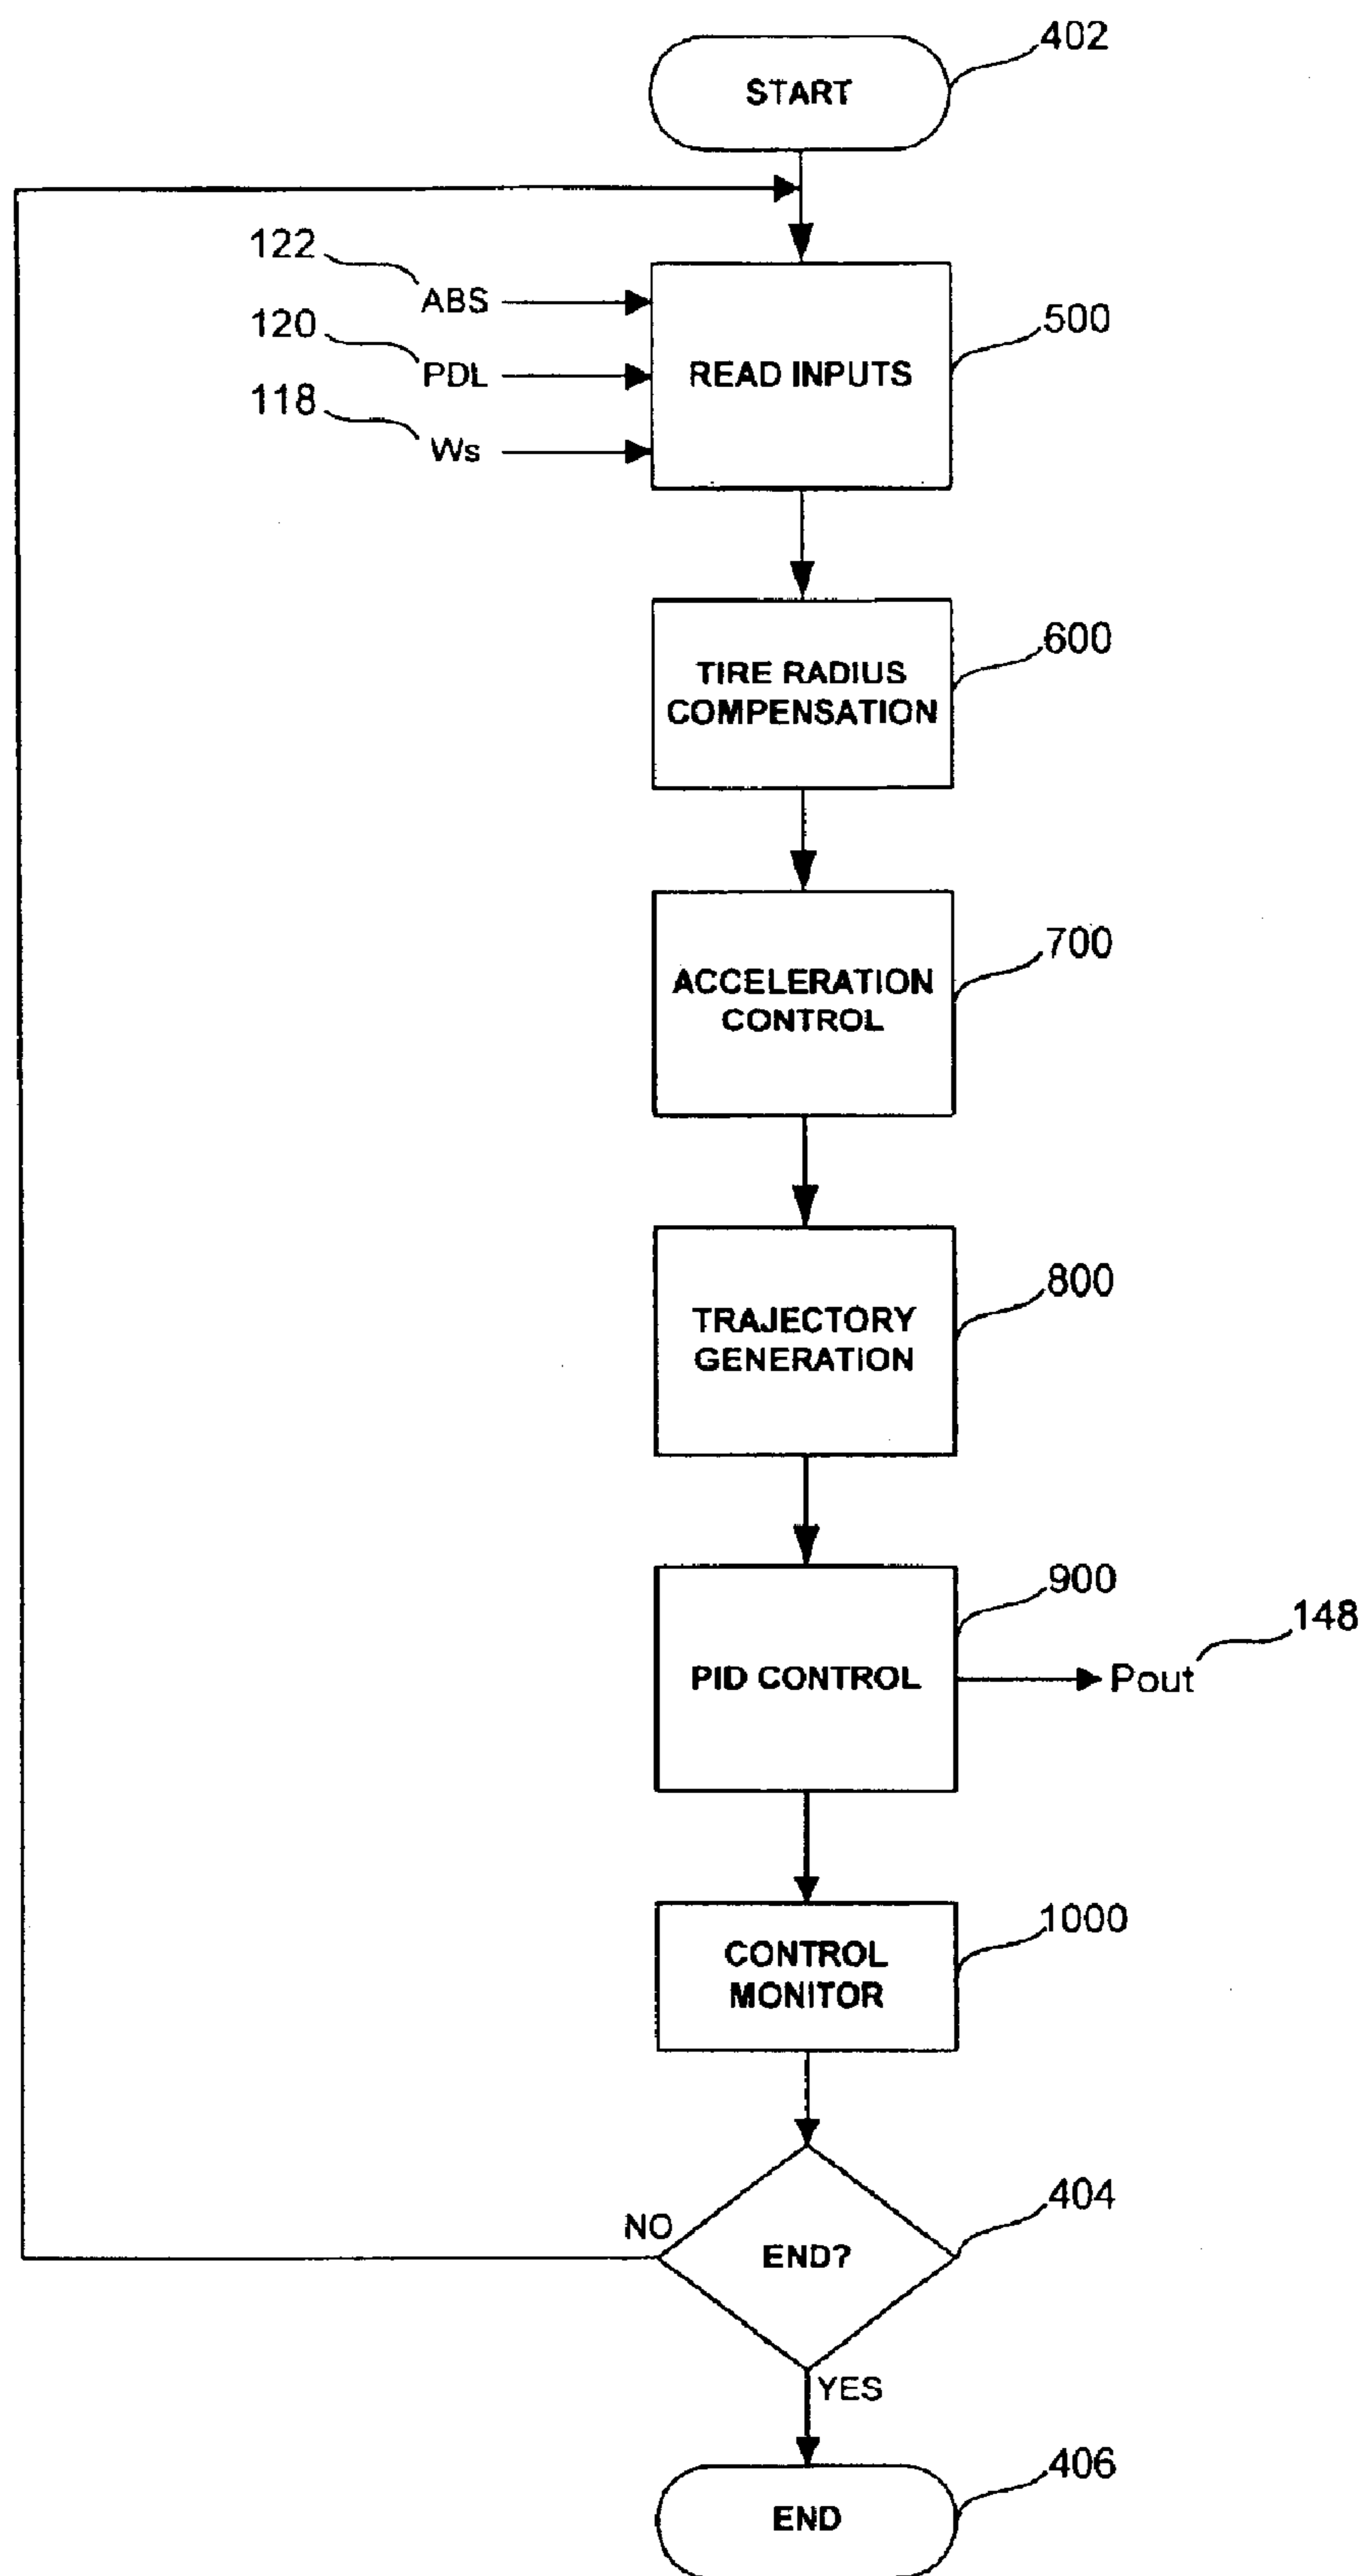 402
START
122
ABS
120
PDL
118
Ws
500
READ INPUTS
600
TIRE RADIUS
COMPENSATION
700
ACCELERATION
CONTROL
800
TRAJECTORY
GENERATION
900
PID CONTROL
148
Pout
1000
CONTROL
MONITOR
404
NO
END?
YES
406
END